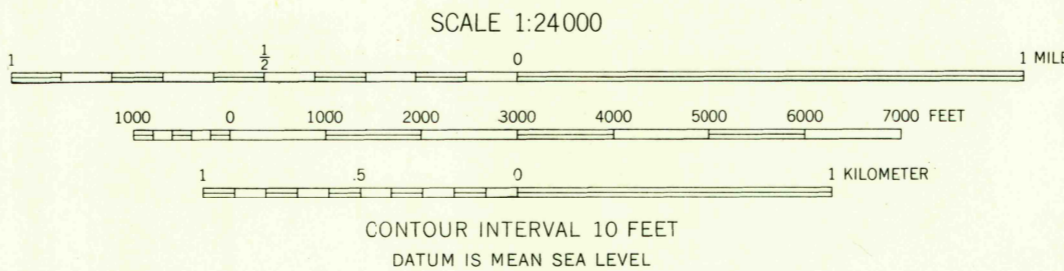 SCALE 1:24000
1 1/2 0 1 MILE
1000 0 1000 2000 3000 4000 5000 6000 7000 FEET
1 .5 0 1 KILOMETER
CONTOUR INTERVAL 10 FEET
DATUM IS MEAN SEA LEVEL